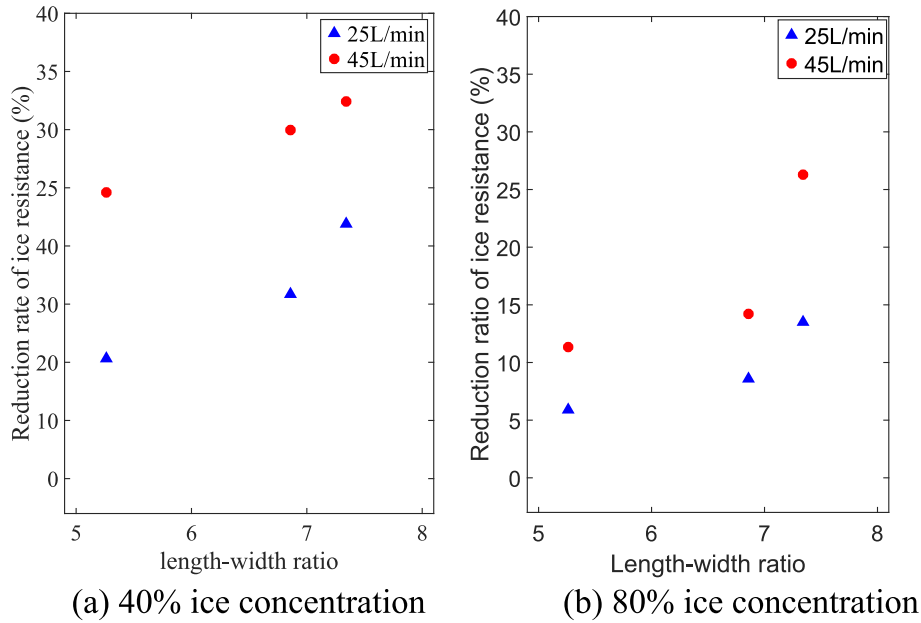 40
35
30
25
40
30
20
10
0
5
6
7
8
Reduction rate of ice resistance (%)
length-width ratio
25L/min
45L/min
(a) 40% ice concentration
40
35
30
25
20
15
10
5
0
5
6
7
8
Reduction ratio of ice resistance (%)
Length-width ratio
25L/min
45L/min
(b) 80% ice concentration